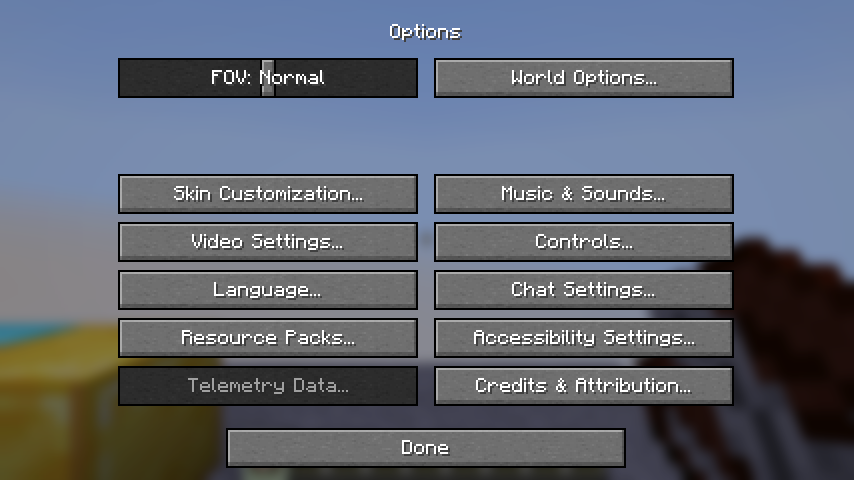 Options
FOV: Normal
World Options...
Skin Customization...
Music & Sounds...
Video Settings...
Controls...
Language...
Chat Settings...
Resource Packs...
Accessibility Settings...
Telemetry Data...
Credits & Attribution...
Done